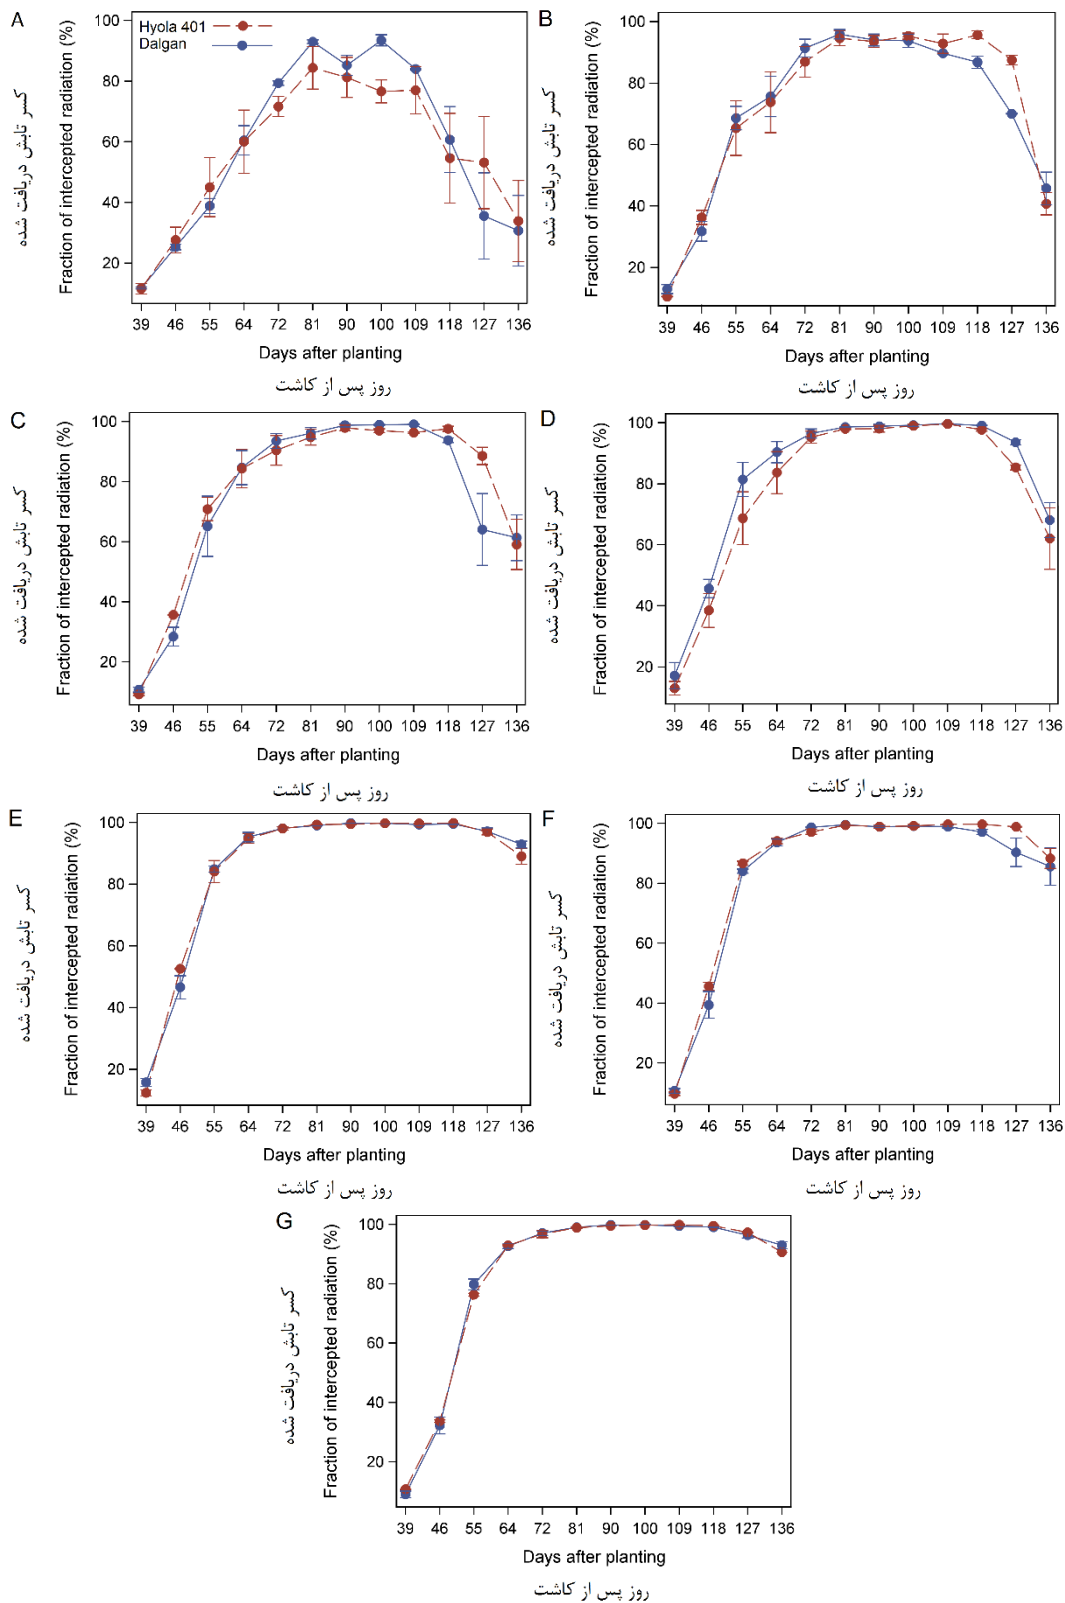 A
Hyola 401
Dalgan
100
80
60
40
20
کسر تابش دریافت شده
Fraction of intercepted radiation (%)
39 46 55 64 72 81 90 100 109 118 127 136
Days after planting
روز پس از کاشت
B
100
80
60
40
20
کسر تابش دریافت شده
Fraction of intercepted radiation (%)
39 46 55 64 72 81 90 100 109 118 127 136
Days after planting
روز پس از کاشت
C
100
80
60
40
20
کسر تابش دریافت شده
Fraction of intercepted radiation (%)
39 46 55 64 72 81 90 100 109 118 127 136
Days after planting
روز پس از کاشت
D
100
80
60
40
20
کسر تابش دریافت شده
Fraction of intercepted radiation (%)
39 46 55 64 72 81 90 100 109 118 127 136
Days after planting
روز پس از کاشت
E
100
80
60
40
20
کسر تابش دریافت شده
Fraction of intercepted radiation (%)
39 46 55 64 72 81 90 100 109 118 127 136
Days after planting
روز پس از کاشت
F
100
80
60
40
20
کسر تابش دریافت شده
Fraction of intercepted radiation (%)
39 46 55 64 72 81 90 100 109 118 127 136
Days after planting
روز پس از کاشت
G
100
80
60
40
20
کسر تابش دریافت شده
Fraction of intercepted radiation (%)
39 46 55 64 72 81 90 100 109 118 127 136
Days after planting
روز پس از کاشت